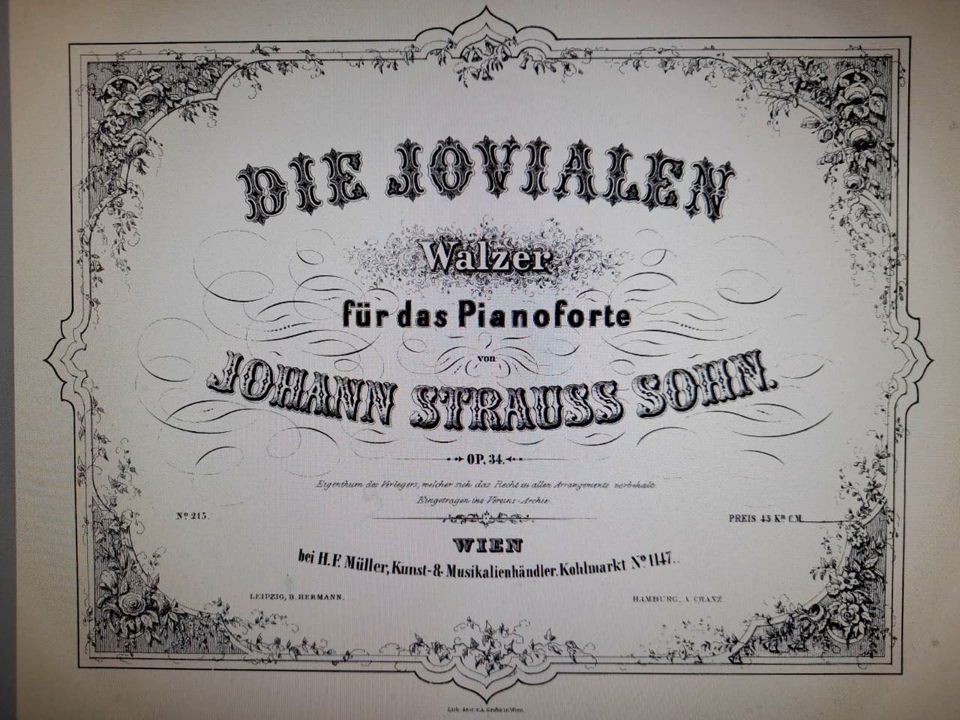 DIE JOVIALEN
Walzer
für das Pianoforte
von
JOHANN STRAUSS SOHN.
OP. 34.
Eigenthum des Verlegers, welcher sich das Recht zu allen Arrangements vorbehält.
Eingetragen ins Vereins-Archiv.
No 215.
PREIS 45 Kr. C.M.
WIEN
bei H. F. Müller, Kunst- & Musikalienhändler. Kohlmarkt No 1147.
LEIPZIG, B. HERMANN.
HAMBURG, A. CRANZ
in Wien.